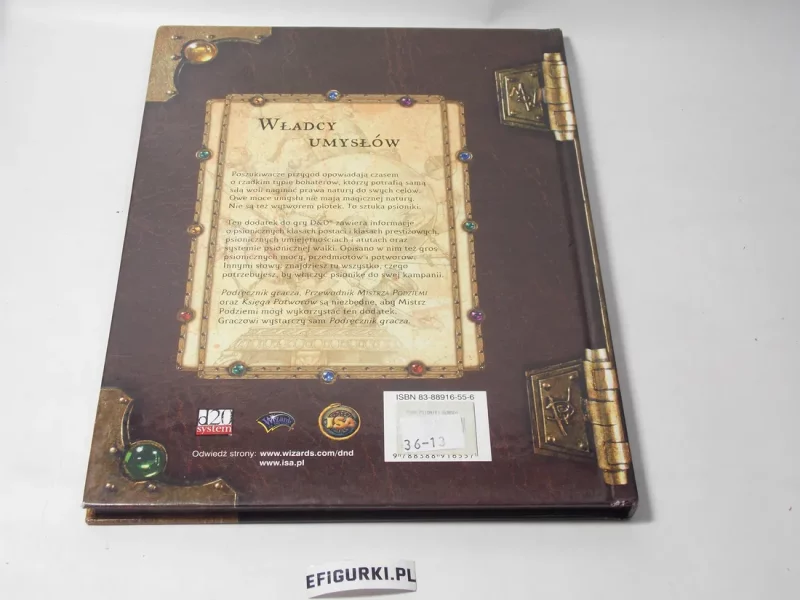 WŁADCY
UMYSŁÓW
Poszukiwacze przygód opowiadają czasem
o rzadkim typie bohaterów, którzy potrafią samą
siłą woli nagiąć prawa natury do swych celów.
Owe moce umysłu nie mają magicznej natury.
Nie są też wytworem plotek. To sztuka psioniki.
Ten dodatek do gry D&D® zawiera informacje
o psionicznych klasach postaci i klasach prestiżowych,
psionicznych umiejętnościach i atutach oraz
systemie psionicznej walki. Opisano w nim też
psionicznych mocy, przedmiotów i potworów.
Innymi słowy, znajdziesz tu wszystko, czego
potrzebujesz, by włączyć psionikę do swej kampanii.
Podręcznik gracza, Przewodnik Mistrza Podziemi
oraz Księga Potworów są niezbędne, aby Mistrz
Podziemi mógł wykorzystać ten dodatek.
Graczowi wystarczy sam Podręcznik gracza.
d20
system
Wizards
ISA
ISBN 83-88916-55-6
36-13
9 788388 916557
Odwiedź strony: www.wizards.com/dnd
www.isa.pl
EFIGURKI.PL